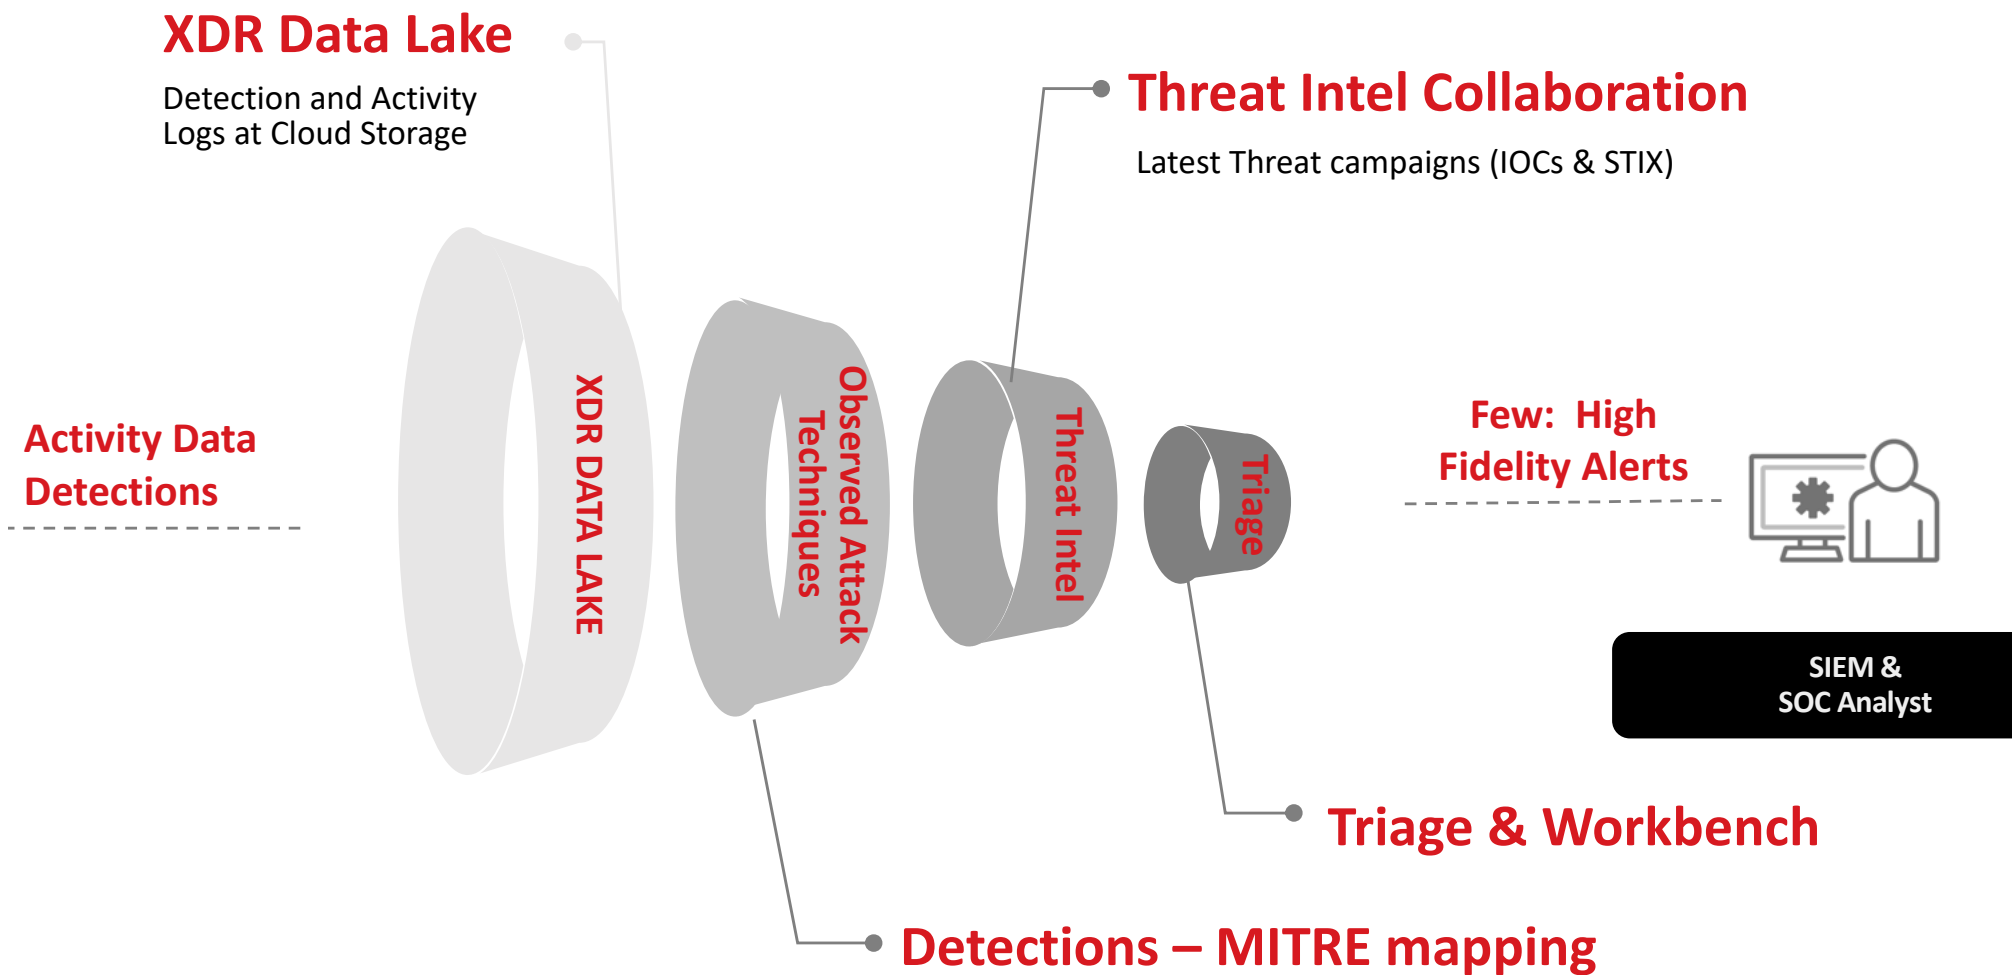 XDR Data Lake
Detection and Activity
Logs at Cloud Storage
Threat Intel Collaboration
Latest Threat campaigns (IOCs & STIX)
Activity Data
Detections
XDR DATA LAKE
Observed Attack
Techniques
Threat Intel
Triage
Few:  High
Fidelity Alerts
SIEM &
SOC Analyst
Triage & Workbench
Detections – MITRE mapping